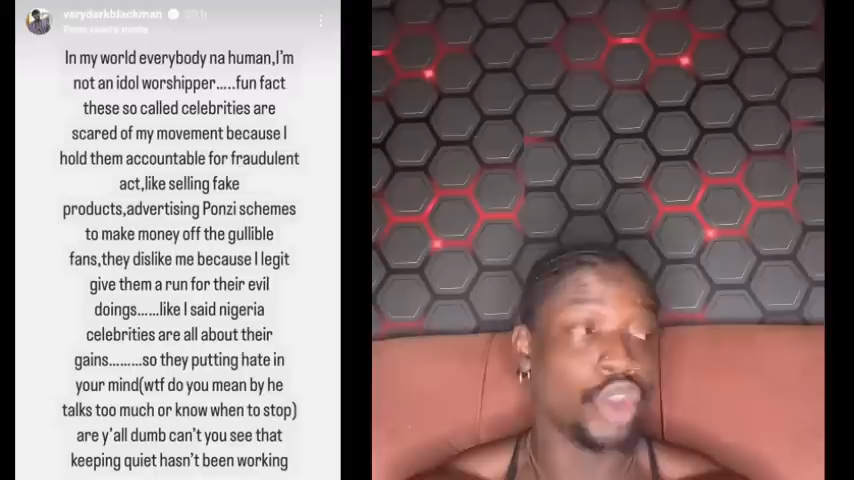 verydarkblackman
In my world everybody na human,I'm
not an idol worshipper.....fun fact
these so called celebrities are
scared of my movement because I
hold them accountable for fraudulent
act,like selling fake
products,advertising Ponzi schemes
to make money off the gullible
fans,they dislike me because I legit
give them a run for their evil
doings......like I said nigeria
celebrities are all about their
gains.........so they putting hate in
your mind(wtf do you mean by he
talks too much or know when to stop)
are y'all dumb can't you see that
keeping quiet hasn't been working